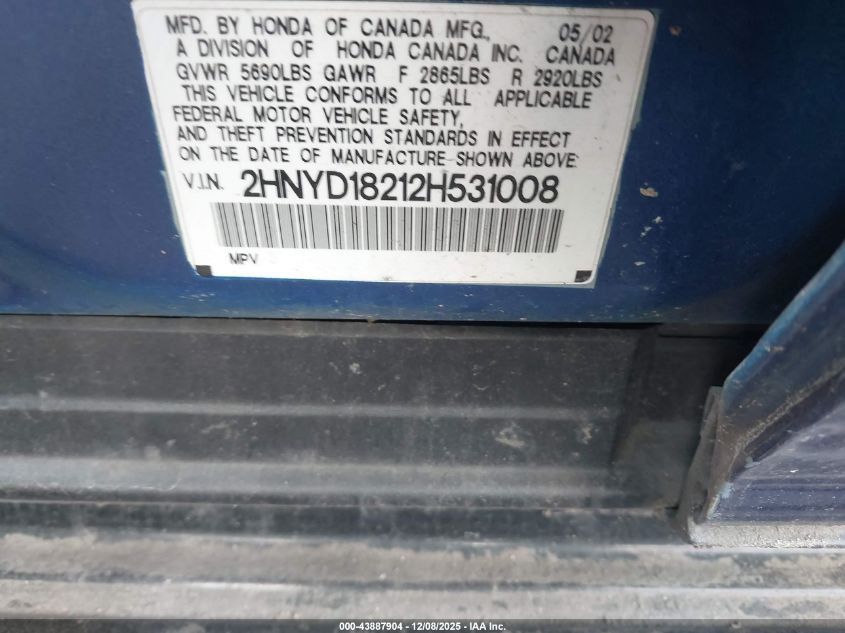 MFD. BY HONDA OF CANADA MFG., 05/02
A DIVISION OF HONDA CANADA INC. CANADA
GVWR 5690LBS GAWR F 2865LBS R 2920LBS
THIS VEHICLE CONFORMS TO ALL APPLICABLE
FEDERAL MOTOR VEHICLE SAFETY,
AND THEFT PREVENTION STANDARDS IN EFFECT
ON THE DATE OF MANUFACTURE SHOWN ABOVE:
V.I.N. 2HNYD18212H531008
MPV
000-43887904 | 12/08/2025 - IAA Inc.